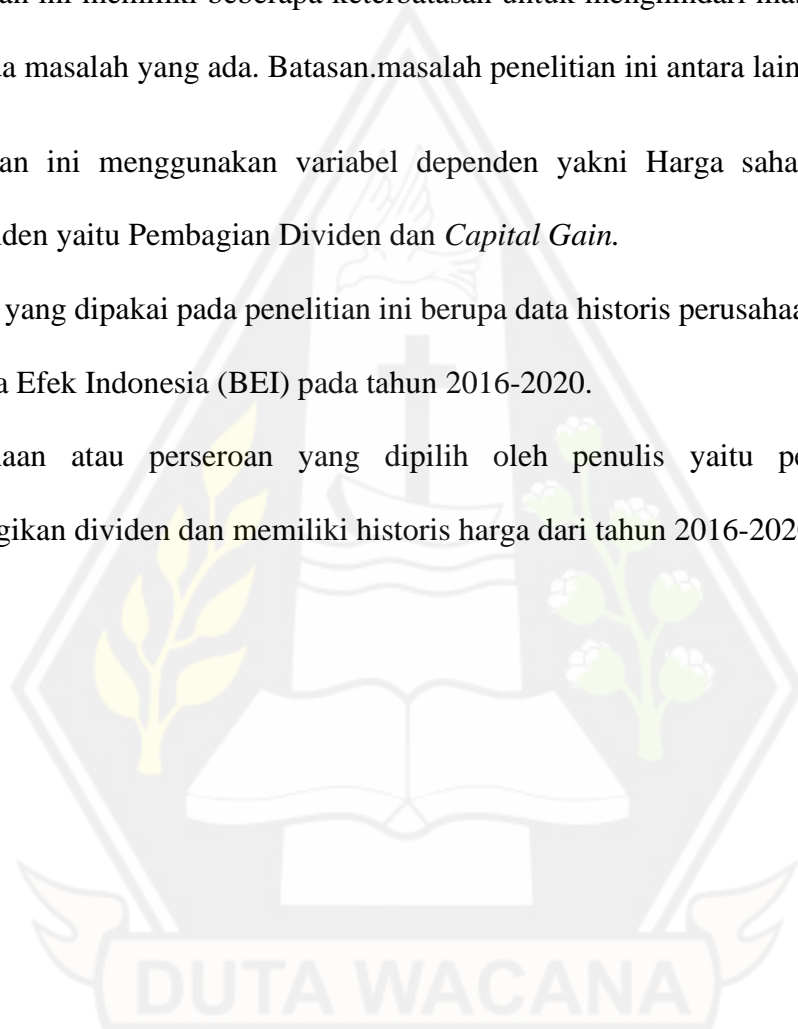 an ini memiliki beberapa keterbatasan untuk menghindari
a masalah yang ada. Batasan.masalah penelitian ini antara lain
an ini menggunakan variabel dependen yakni Harga saha
nden yaitu Pembagian Dividen dan Capital Gain.
yang dipakai pada penelitian ini berupa data historis perusahaa
a Efek Indonesia (BEI) pada tahun 2016-2020.
aan atau perseroan yang dipilih oleh penulis yaitu pe
gikan dividen dan memiliki historis harga dari tahun 2016-2020
DUTA WACANA